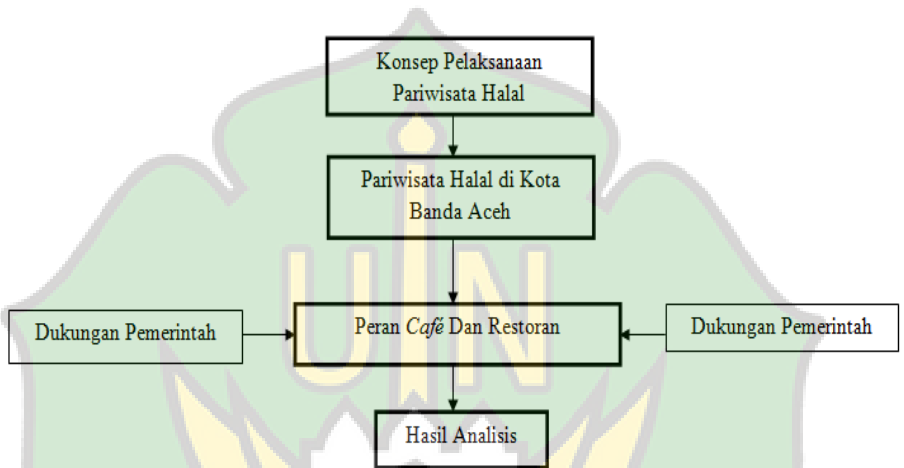 Konsep Pelaksanaan
Pariwisata Halal
Pariwisata Halal di Kota
Banda Aceh
Dukungan Pemerintah
Peran Café Dan Restoran
Dukungan Pemerintah
Hasil Analisis
UIN